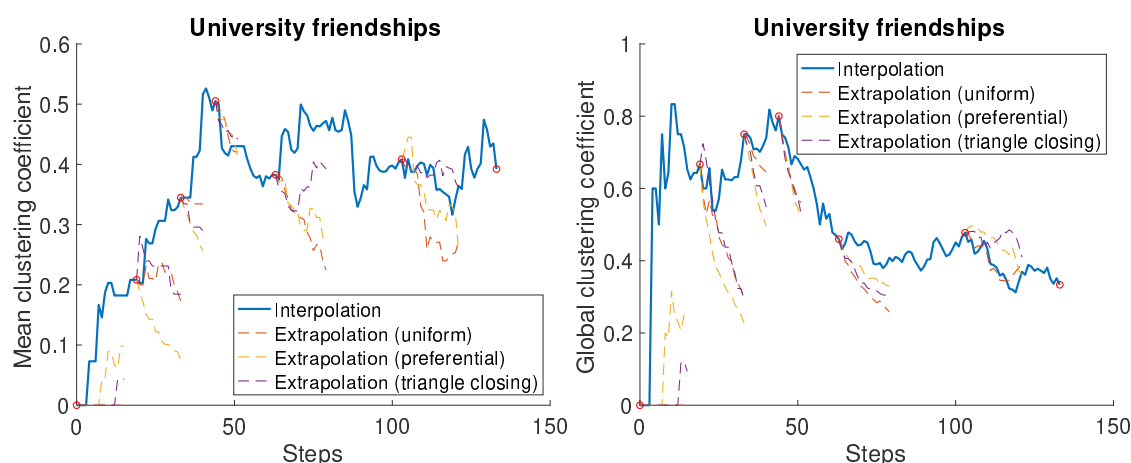 University friendships
Mean clustering coefficient
0.6
0.5
0.4
0.3
0.2
0.1
0
Interpolation
Extrapolation (uniform)
Extrapolation (preferential)
Extrapolation (triangle closing)
0 50 100 150
Steps
University friendships
Global clustering coefficient
1
0.8
0.6
0.4
0.2
0
Interpolation
Extrapolation (uniform)
Extrapolation (preferential)
Extrapolation (triangle closing)
0 50 100 150
Steps